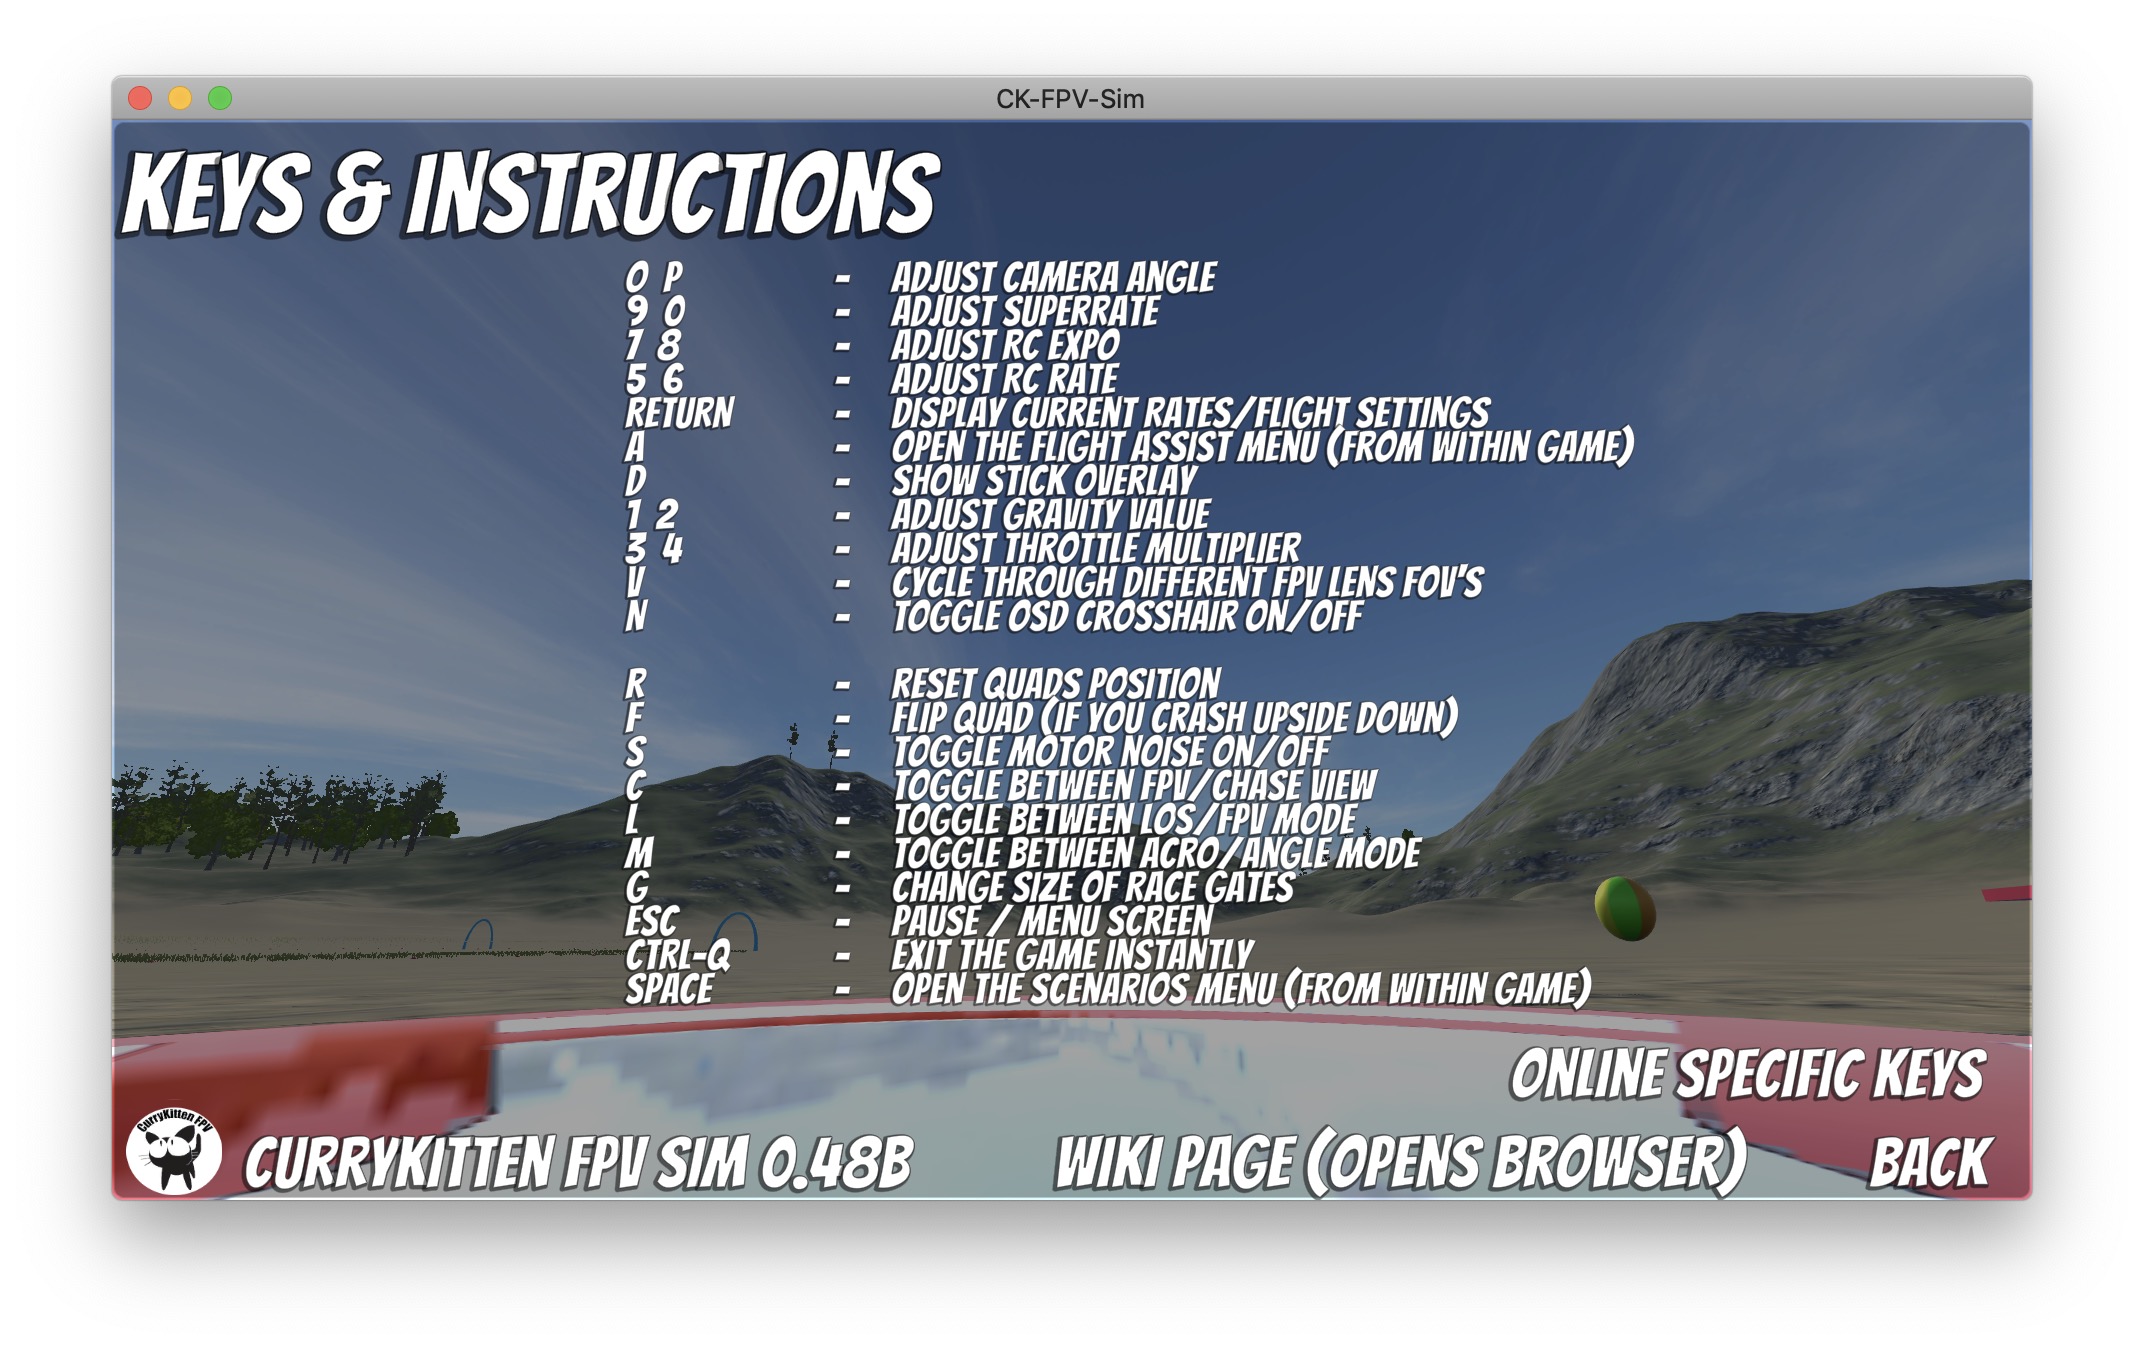 CK-FPV-Sim
KEYS & INSTRUCTIONS
O P - ADJUST CAMERA ANGLE
9 0 - ADJUST SUPERRATE
7 8 - ADJUST RC EXPO
5 6 - ADJUST RC RATE
RETURN - DISPLAY CURRENT RATES/FLIGHT SETTINGS
A - OPEN THE FLIGHT ASSIST MENU (FROM WITHIN GAME)
D - SHOW STICK OVERLAY
1 2 - ADJUST GRAVITY VALUE
3 4 - ADJUST THROTTLE MULTIPLIER
V - CYCLE THROUGH DIFFERENT FPV LENS FOV'S
N - TOGGLE OSD CROSSHAIR ON/OFF
R - RESET QUADS POSITION
F - FLIP QUAD (IF YOU CRASH UPSIDE DOWN)
S - TOGGLE MOTOR NOISE ON/OFF
C - TOGGLE BETWEEN FPV/CHASE VIEW
L - TOGGLE BETWEEN LOS/FPV MODE
M - TOGGLE BETWEEN ACRO/ANGLE MODE
G - CHANGE SIZE OF RACE GATES
ESC - PAUSE / MENU SCREEN
CTRL-Q - EXIT THE GAME INSTANTLY
SPACE - OPEN THE SCENARIOS MENU (FROM WITHIN GAME)
ONLINE SPECIFIC KEYS
CurryKitten FPV
CURRYKITTEN FPV SIM 0.48B
WIKI PAGE (OPENS BROWSER)
BACK